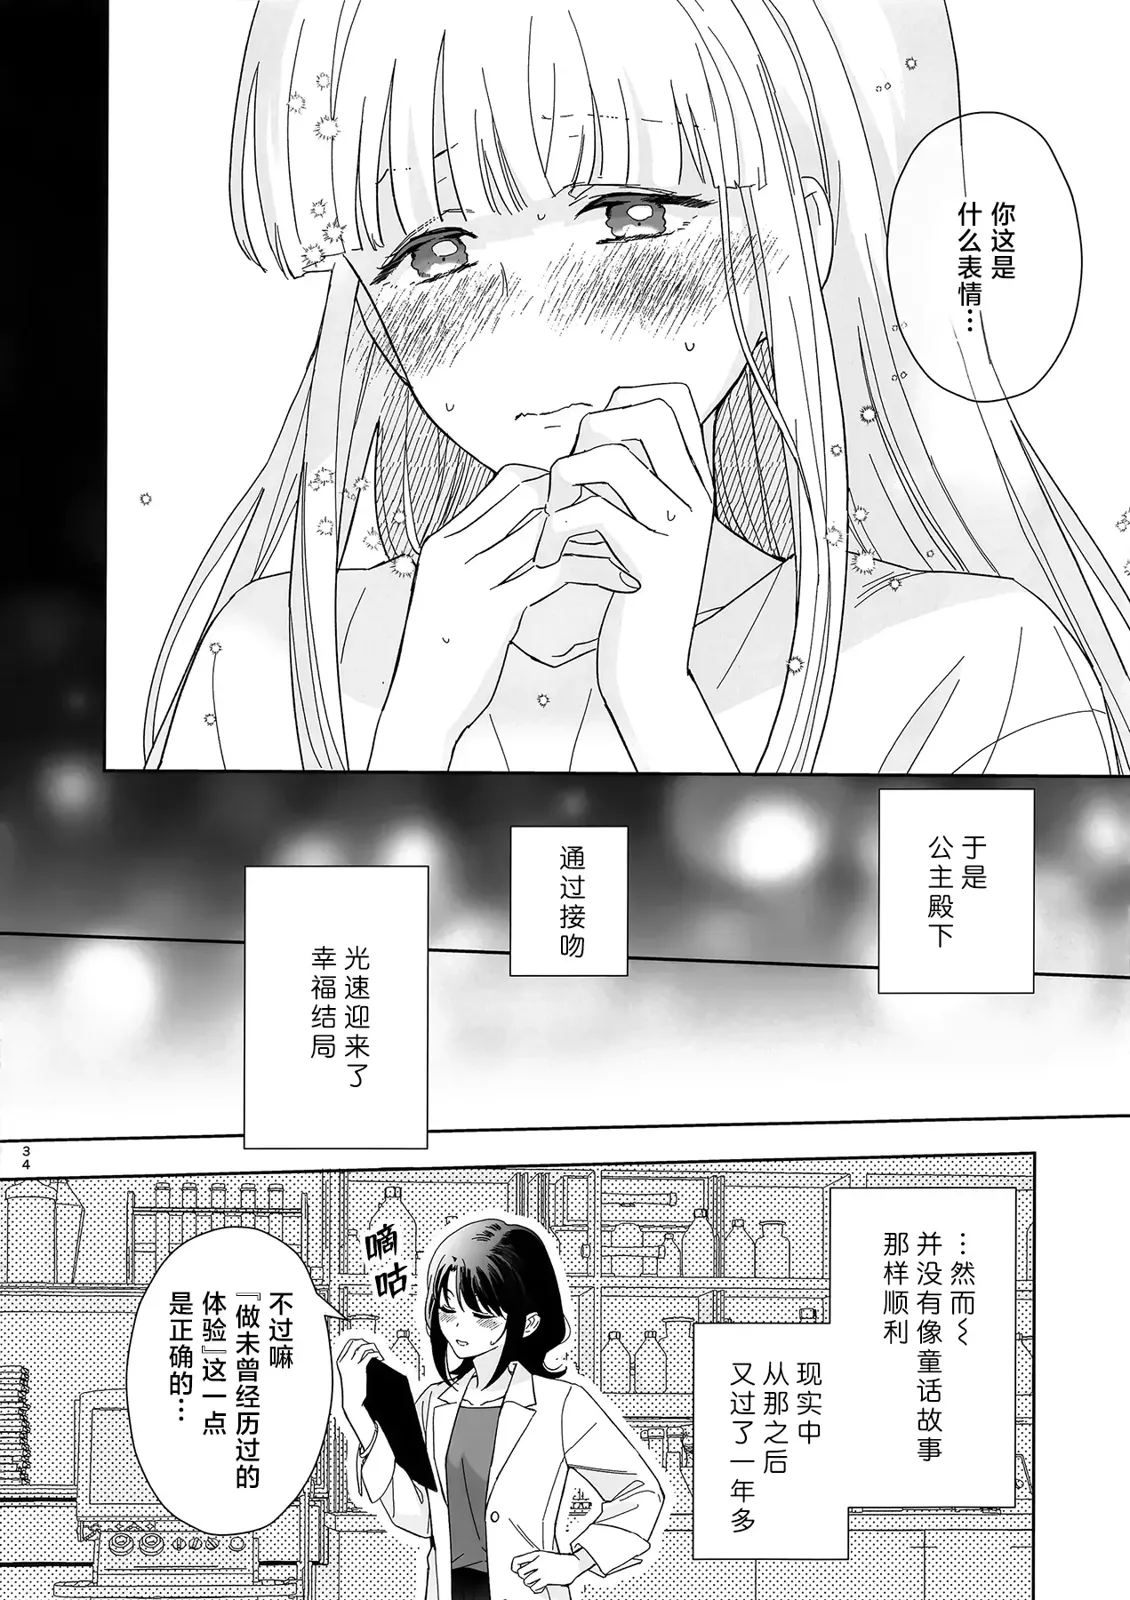 你这是
什么表情…
于是
公主殿下
通过接吻
光速迎来了
幸福结局
…然而~
并没有像童话故事
那样顺利
现实中
从那之后
又过了一年多
嘀咕
不过嘛
『做未曾经历过的
体验』这一点
是正确的…
34